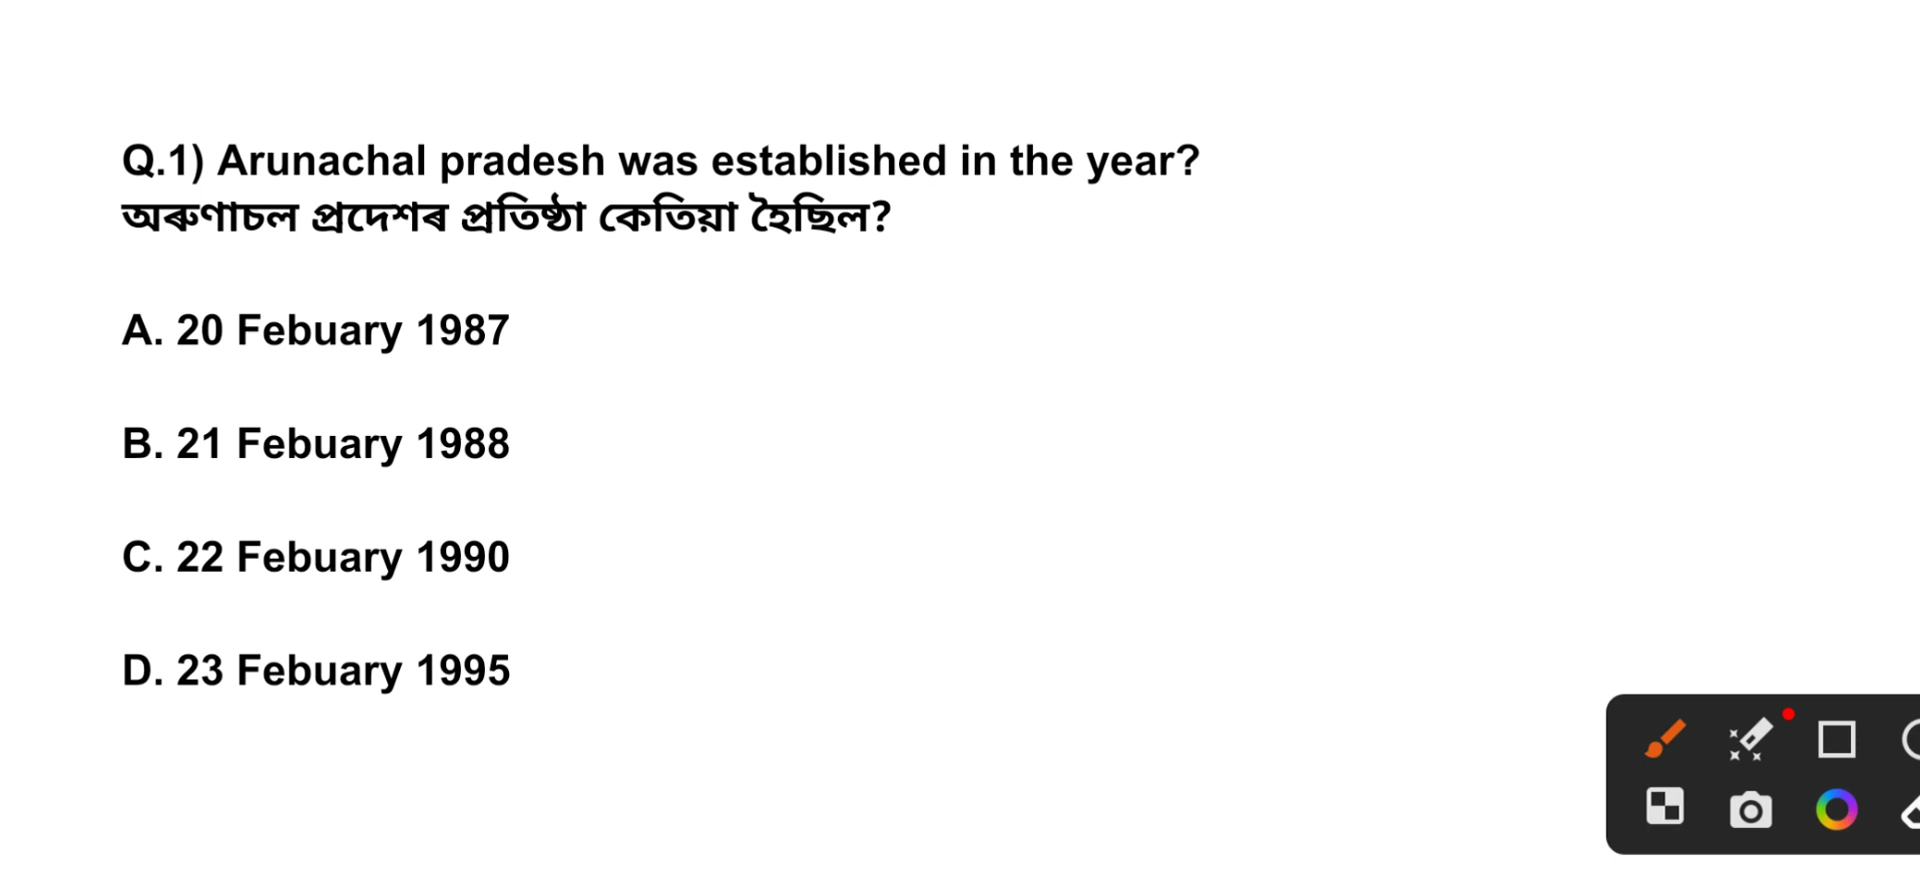 Q.1) Arunachal pradesh was established in the year?
অৰুণাচল প্ৰদেশৰ প্ৰতিষ্ঠা কেতিয়া হৈছিল?
A. 20 Febuary 1987
B. 21 Febuary 1988
C. 22 Febuary 1990
D. 23 Febuary 1995